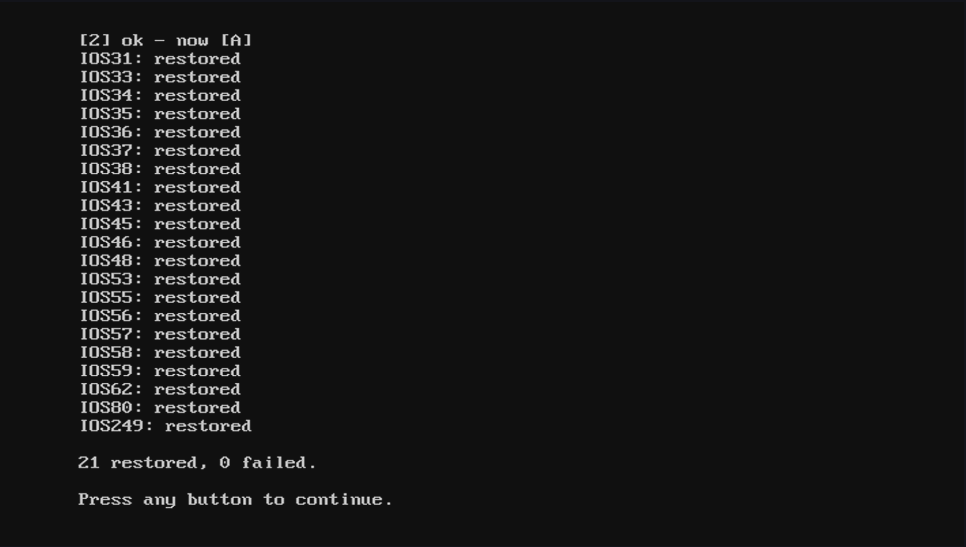 [2] ok - now [A]
IOS31: restored
IOS33: restored
IOS34: restored
IOS35: restored
IOS36: restored
IOS37: restored
IOS38: restored
IOS41: restored
IOS43: restored
IOS45: restored
IOS46: restored
IOS48: restored
IOS53: restored
IOS55: restored
IOS56: restored
IOS57: restored
IOS58: restored
IOS59: restored
IOS62: restored
IOS80: restored
IOS249: restored
21 restored, 0 failed.
Press any button to continue.